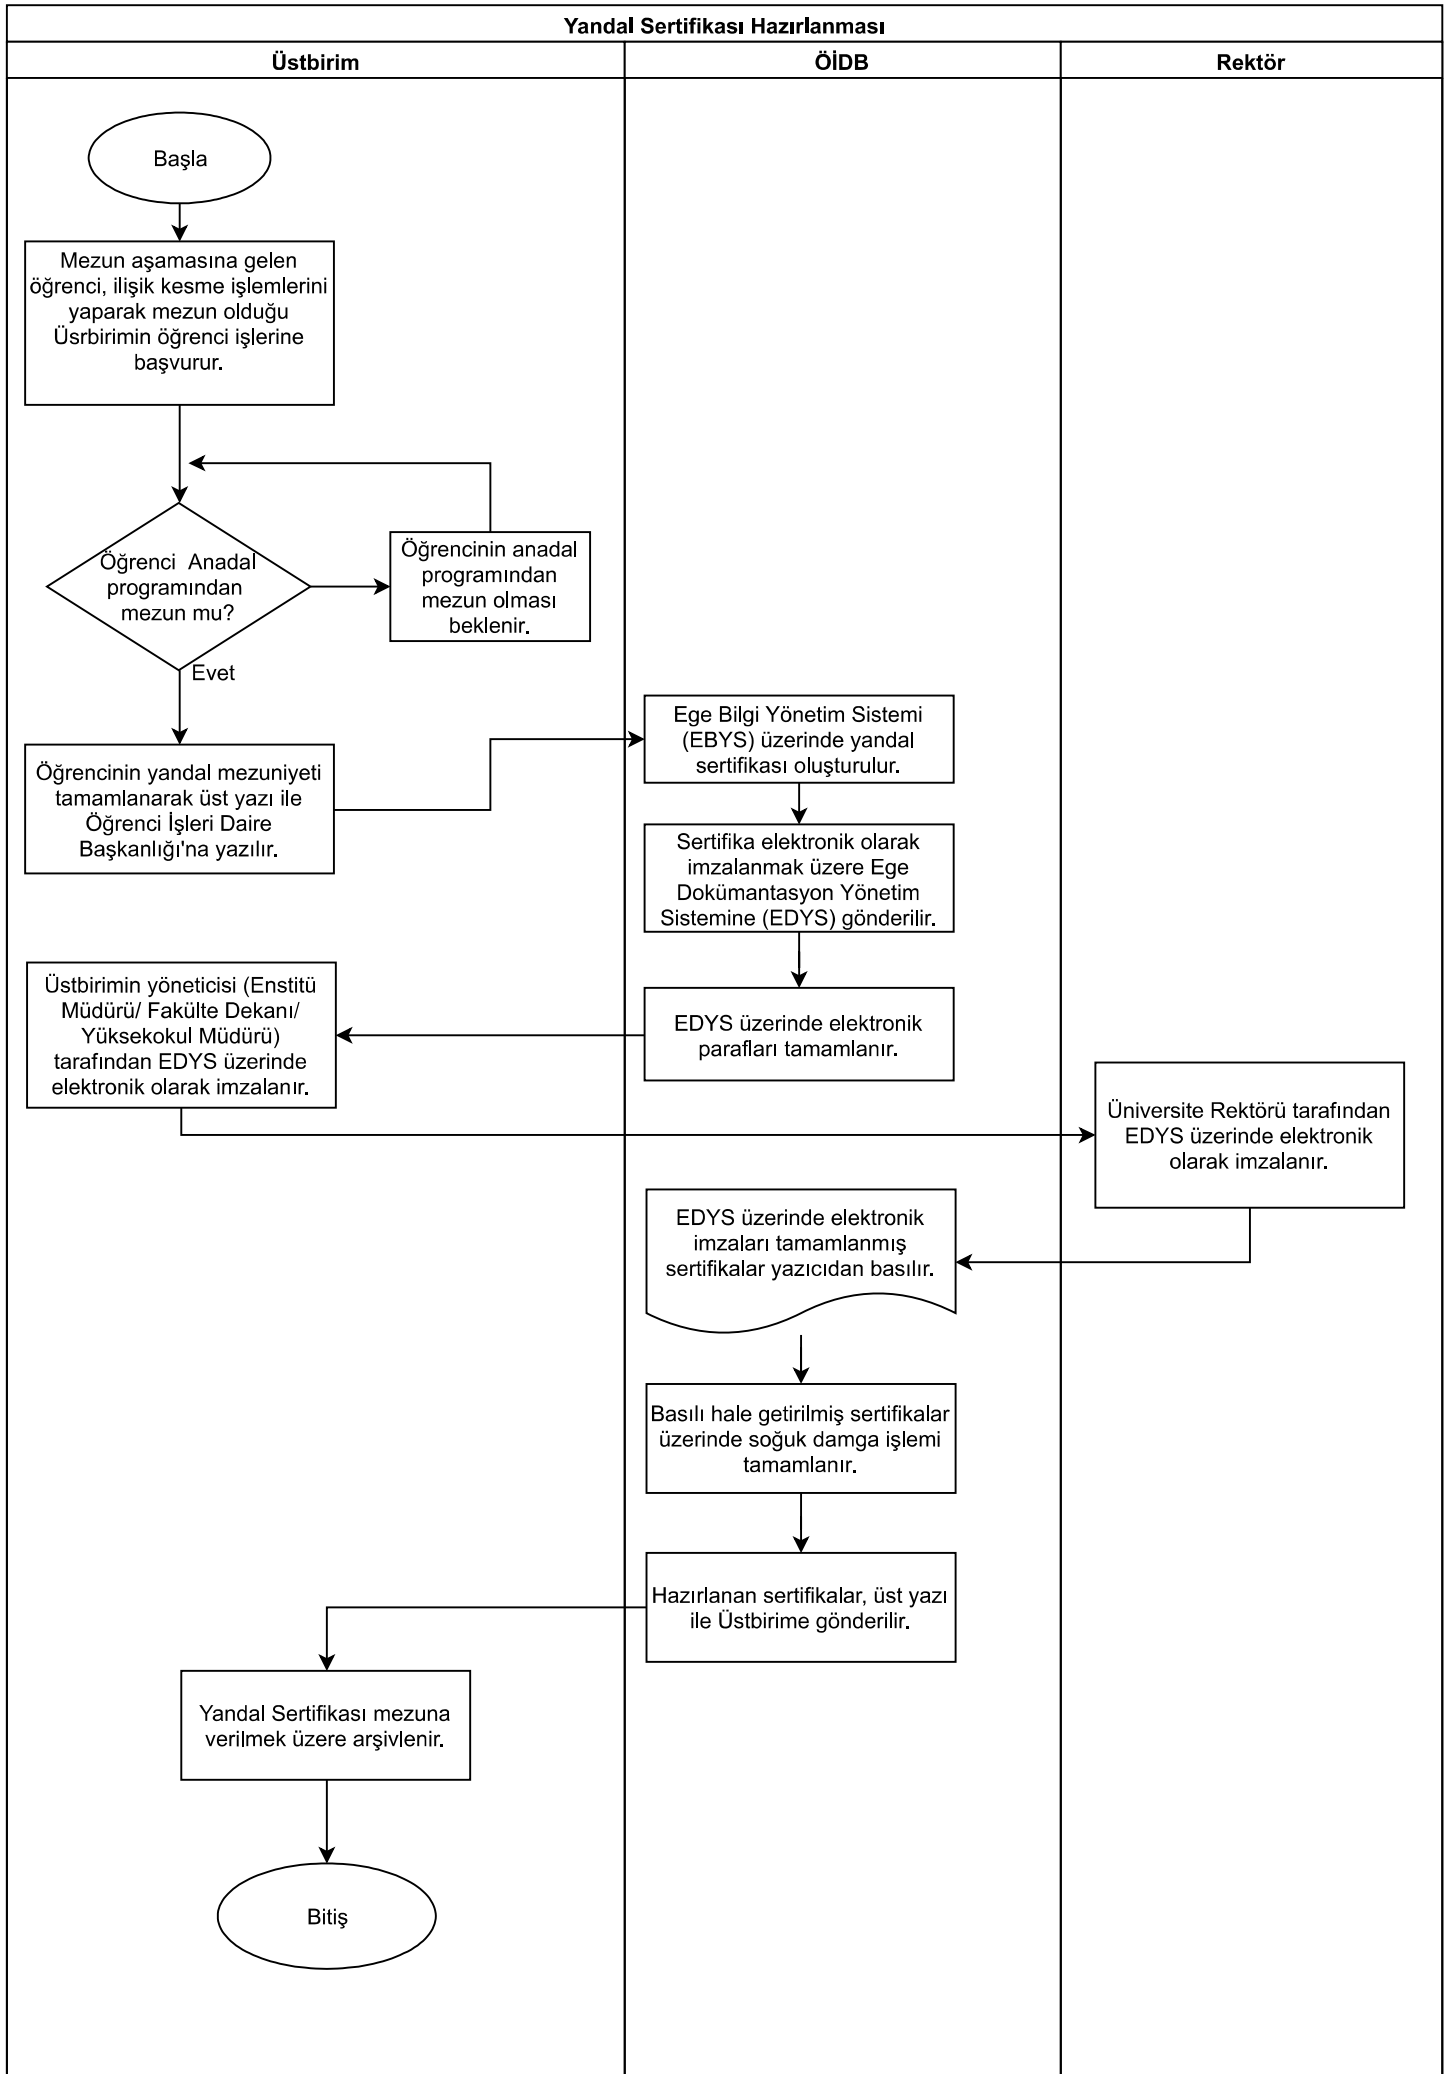 Yandal Sertifikası Hazırlanması
Üstbirim
ÖİDB
Rektör
Başla
Mezun aşamasına gelen
öğrenci, ilişik kesme işlemlerini
yaparak mezun olduğu
Üsrbirimin öğrenci işlerine
başvurur.
Öğrenci Anadal
programından
mezun mu?
Öğrencinin anadal
programından
mezun olması
beklenir.
Evet
Öğrencinin yandal mezuniyeti
tamamlanarak üst yazı ile
Öğrenci İşleri Daire
Başkanlığı'na yazılır.
Ege Bilgi Yönetim Sistemi
(EBYS) üzerinde yandal
sertifikası oluşturulur.
Sertifika elektronik olarak
imzalanmak üzere Ege
Dokümantasyon Yönetim
Sistemine (EDYS) gönderilir.
EDYS üzerinde elektronik
parafları tamamlanır.
Üstbirimin yöneticisi (Enstitü
Müdürü/ Fakülte Dekanı/
Yüksekokul Müdürü)
tarafından EDYS üzerinde
elektronik olarak imzalanır.
Üniversite Rektörü tarafından
EDYS üzerinde elektronik
olarak imzalanır.
EDYS üzerinde elektronik
imzaları tamamlanmış
sertifikalar yazıcıdan basılır.
Basılı hale getirilmiş sertifikalar
üzerinde soğuk damga işlemi
tamamlanır.
Hazırlanan sertifikalar, üst yazı
ile Üstbirime gönderilir.
Yandal Sertifikası mezuna
verilmek üzere arşivlenir.
Bitiş